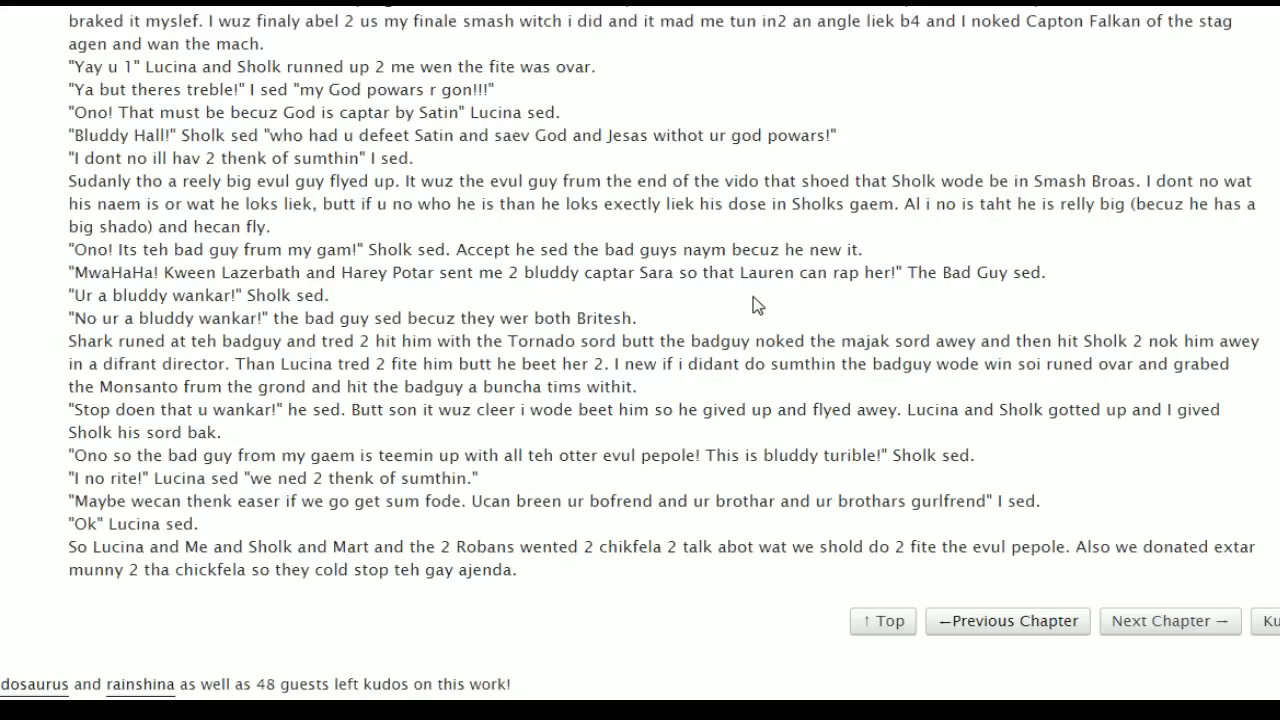 braked it myslef. I wuz finaly abel 2 us my finale smash witch i did and it mad me tun in2 an angle liek b4 and I noked Capton Falkan of the stag
agen and wan the mach.
"Yay u 1" Lucina and Sholk runned up 2 me wen the fite was ovar.
"Ya but theres treble!" I sed "my God powars r gon!!!"
"Ono! That must be becuz God is captar by Satin" Lucina sed.
"Bluddy Hall!" Sholk sed "who had u defeet Satin and saev God and Jesas withot ur god powars!"
"I dont no ill hav 2 thenk of sumthin" I sed.
Sudanly tho a reely big evul guy flyed up. It wuz the evul guy frum the end of the vido that shoed that Sholk wode be in Smash Broas. I dont no wat
his naem is or wat he loks liek, butt if u no who he is than he loks exectly liek his dose in Sholks gaem. Al i no is taht he is relly big (becuz he has a
big shado) and hecan fly.
"Ono! Its teh bad guy frum my gam!" Sholk sed. Accept he sed the bad guys naym becuz he new it.
"MwaHaHa! Kween Lazerbath and Harey Potar sent me 2 bluddy captar Sara so that Lauren can rap her!" The Bad Guy sed.
"Ur a bluddy wankar!" Sholk sed.
"No ur a bluddy wankar!" the bad guy sed becuz they wer both Britesh.
Shark runed at teh badguy and tred 2 hit him with the Tornado sord butt the badguy noked the majak sord awey and then hit Sholk 2 nok him awey
in a difrant director. Than Lucina tred 2 fite him butt he beet her 2. I new if i didant do sumthin the badguy wode win soi runed ovar and grabed
the Monsanto frum the grond and hit the badguy a buncha tims withit.
"Stop doen that u wankar!" he sed. Butt son it wuz cleer i wode beet him so he gived up and flyed awey. Lucina and Sholk gotted up and I gived
Sholk his sord bak.
"Ono so the bad guy from my gaem is teemin up with all teh otter evul pepole! This is bluddy turible!" Sholk sed.
"I no rite!" Lucina sed "we ned 2 thenk of sumthin."
"Maybe wecan thenk easer if we go get sum fode. Ucan breen ur bofrend and ur brothar and ur brothars gurlfrend" I sed.
"Ok" Lucina sed.
So Lucina and Me and Sholk and Mart and the 2 Robans wented 2 chikfela 2 talk abot wat we shold do 2 fite the evul pepole. Also we donated extar
munny 2 tha chickfela so they cold stop teh gay ajenda.
↑ Top ←Previous Chapter Next Chapter → Ku
dosaurus and rainshina as well as 48 guests left kudos on this work!